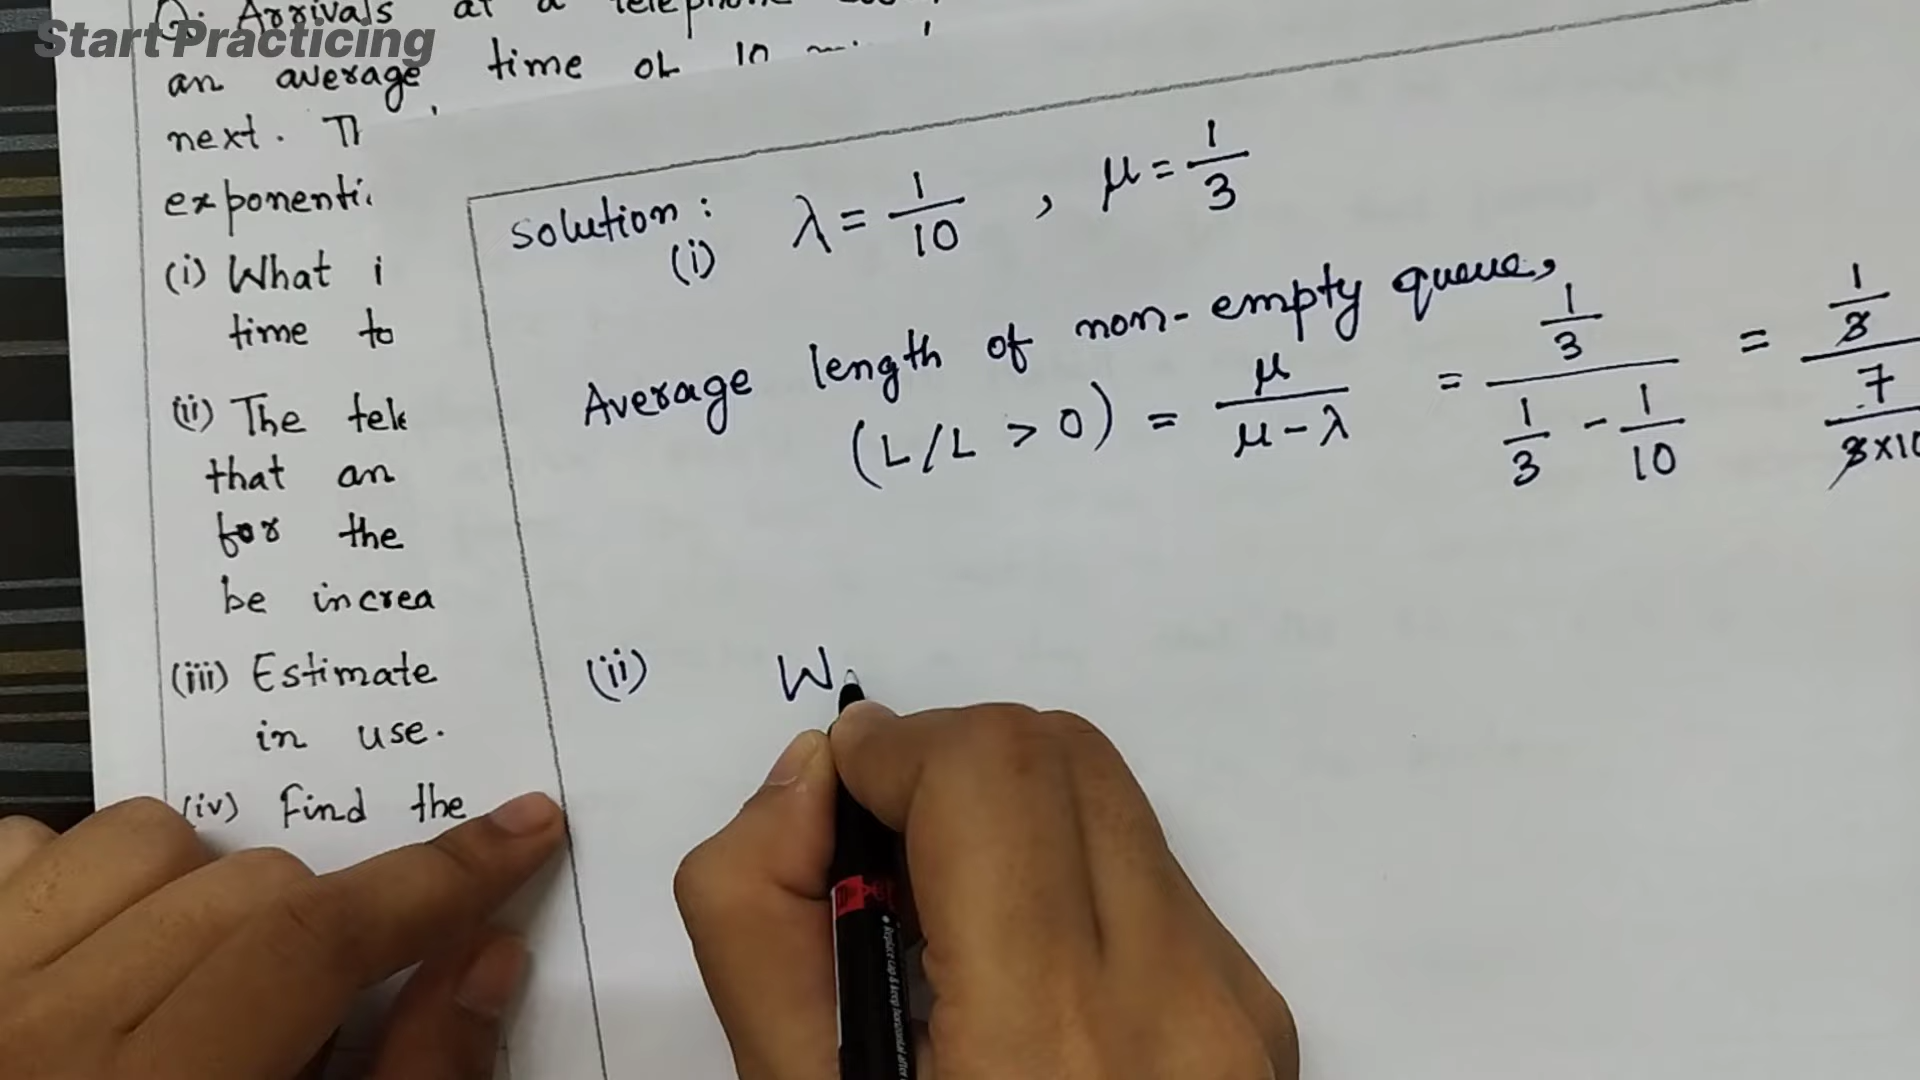 Start Practicing
Q: Arrivals at a telephone
an average time of 10
next.
exponenti
(i) What i
time to
(ii) The tele
that an
for the
be increa
(iii) Estimate
in use.
(iv) Find the
Solution: λ = 1/10 , μ = 1/3
(i)
Average length of non-empty queue,
(L/L > 0) = μ/(μ-λ) = (1/3)/(1/3 - 1/10) = (1/3)/(7/(3×10
(ii) W